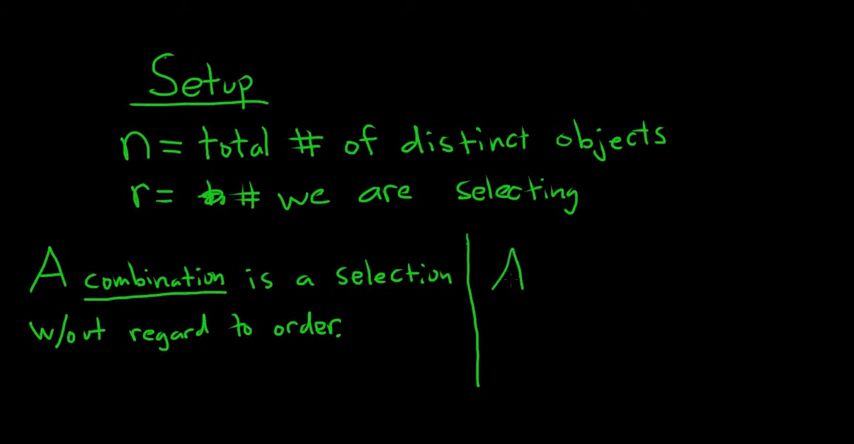 Setup
n = total # of distinct objects
r = # we are selecting
A combination is a selection
w/out regard to order.